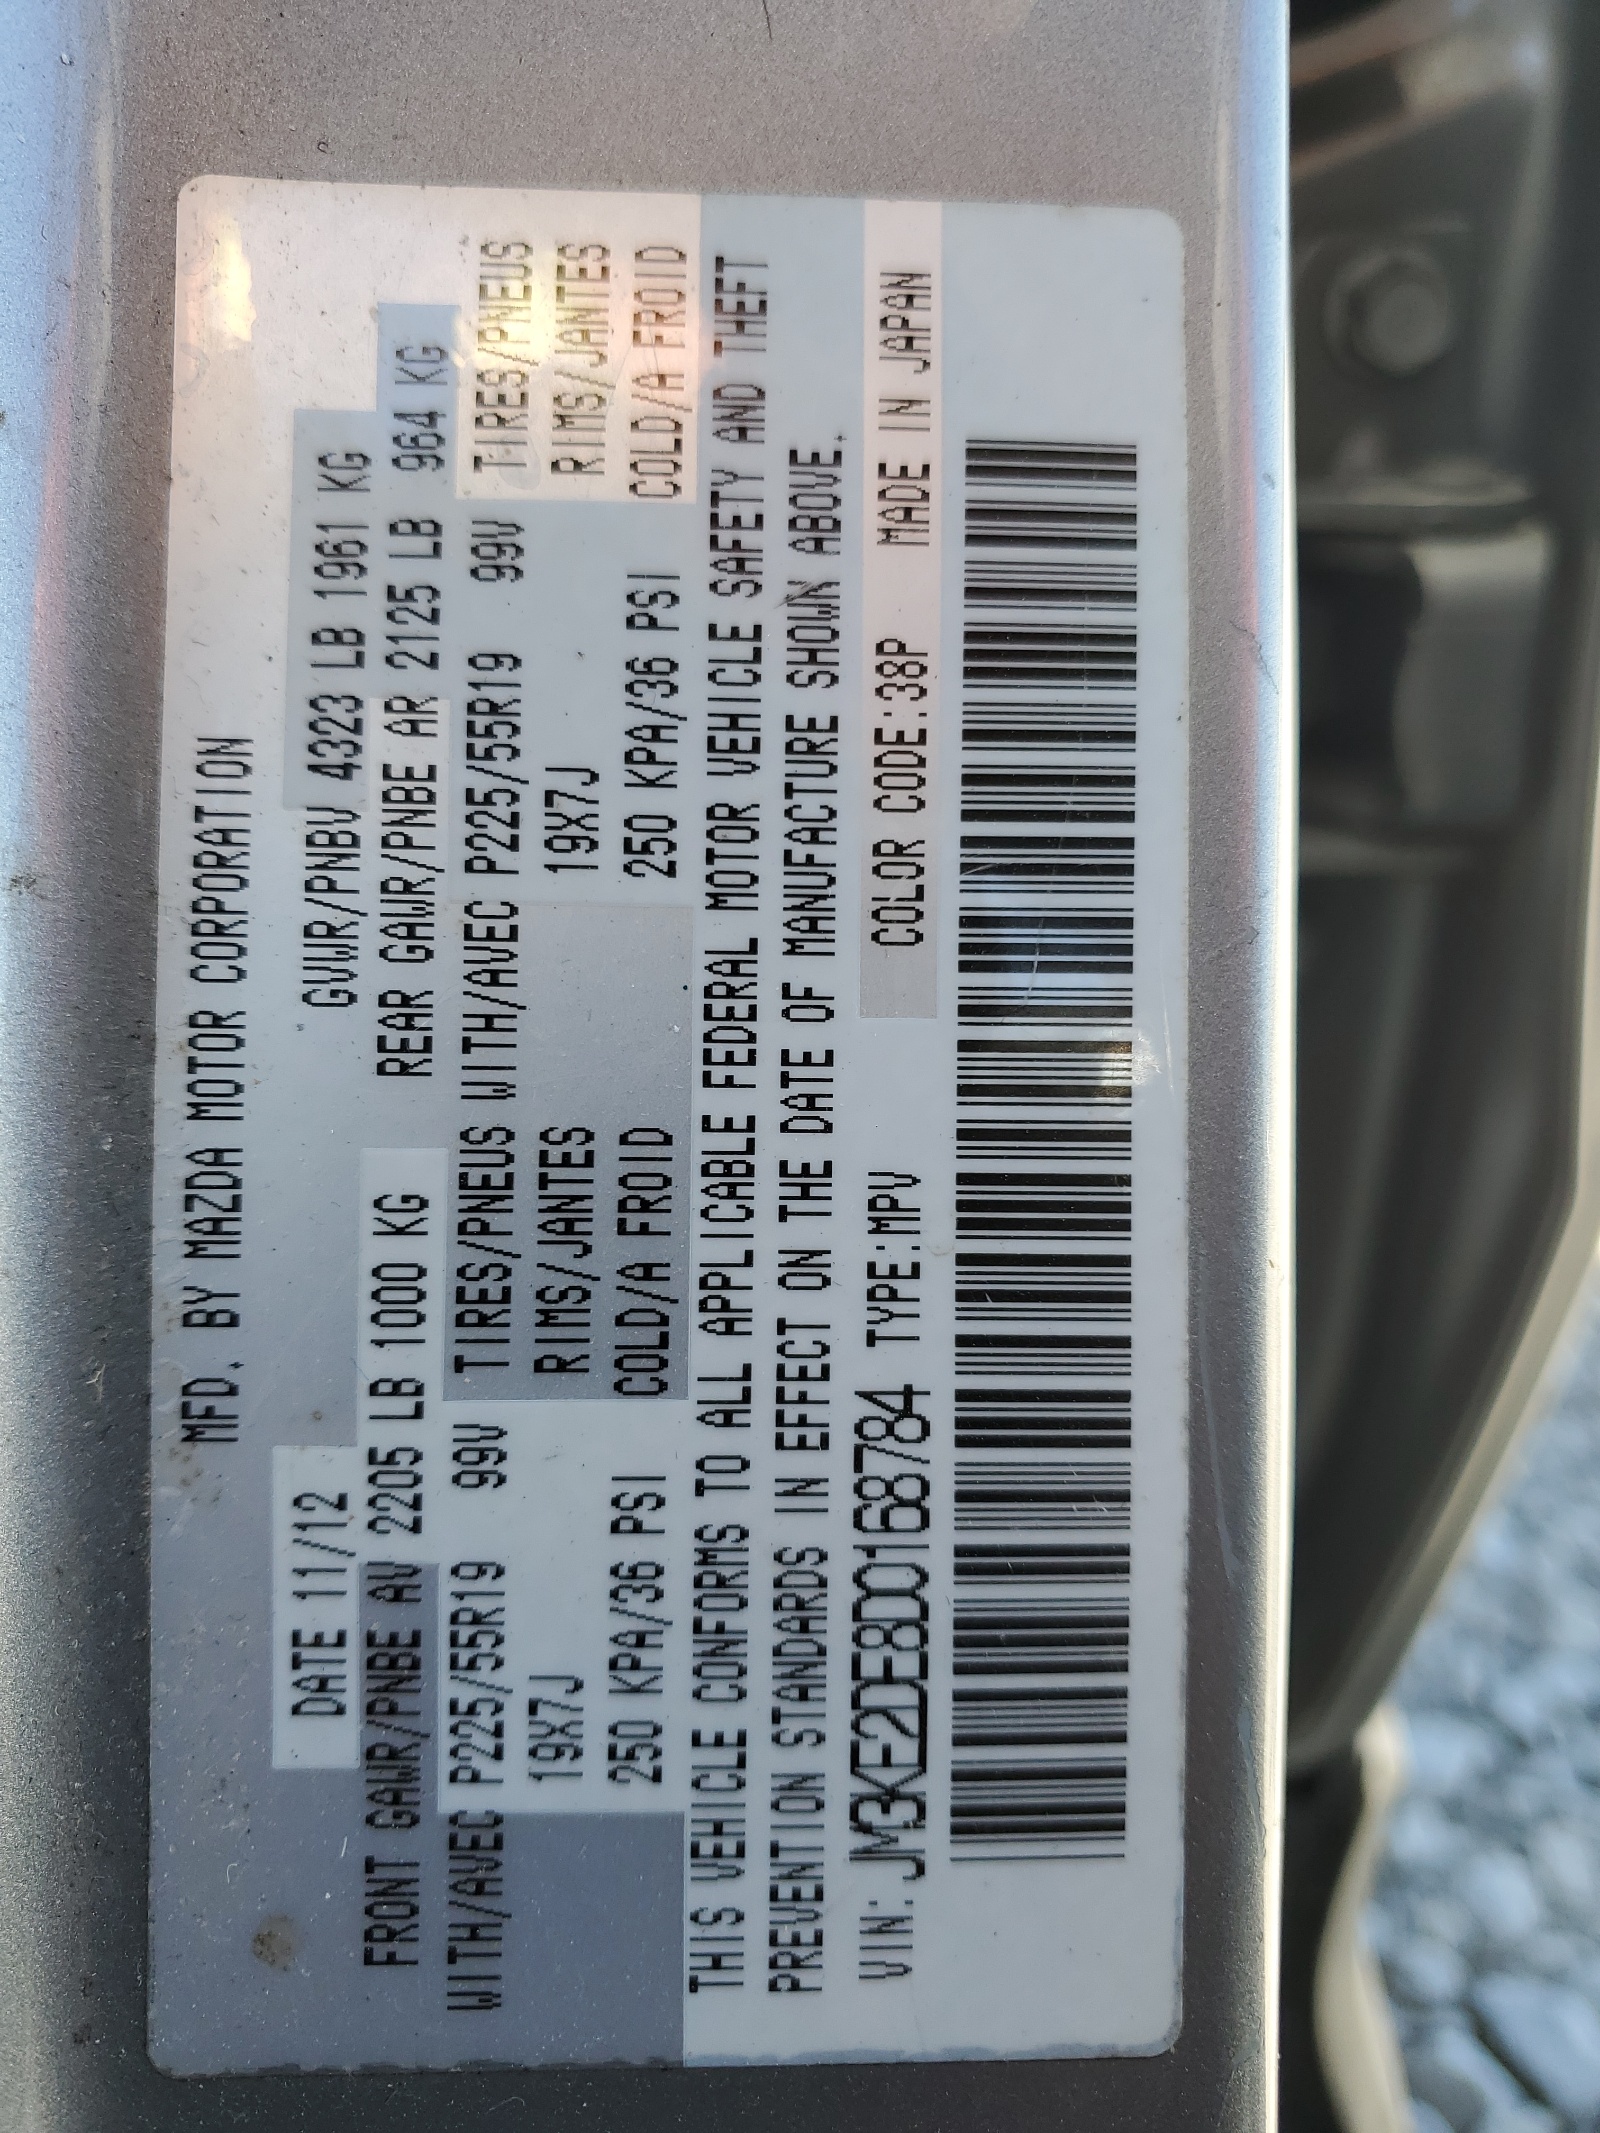 MFD. BY MAZDA MOTOR CORPORATION
DATE 11/12 GVWR/PNBV 4323 LB 1961 KG
FRONT GAWR/PNBE AV 2205 LB 1000 KG REAR GAWR/PNBE AR 2125 LB 964 KG
WITH/AVEC P225/55R19 99V TIRES/PNEUS WITH/AVEC P225/55R19 99V TIRES/PNEUS
19X7J RIMS/JANTES 19X7J RIMS/JANTES
250 KPA/36 PSI COLD/A FROID 250 KPA/36 PSI COLD/A FROID
THIS VEHICLE CONFORMS TO ALL APPLICABLE FEDERAL MOTOR VEHICLE SAFETY AND THEFT
PREVENTION STANDARDS IN EFFECT ON THE DATE OF MANUFACTURE SHOWN ABOVE.
VIN: JM3KE2DE8D0168784 TYPE:MPV COLOR CODE:38P MADE IN JAPAN